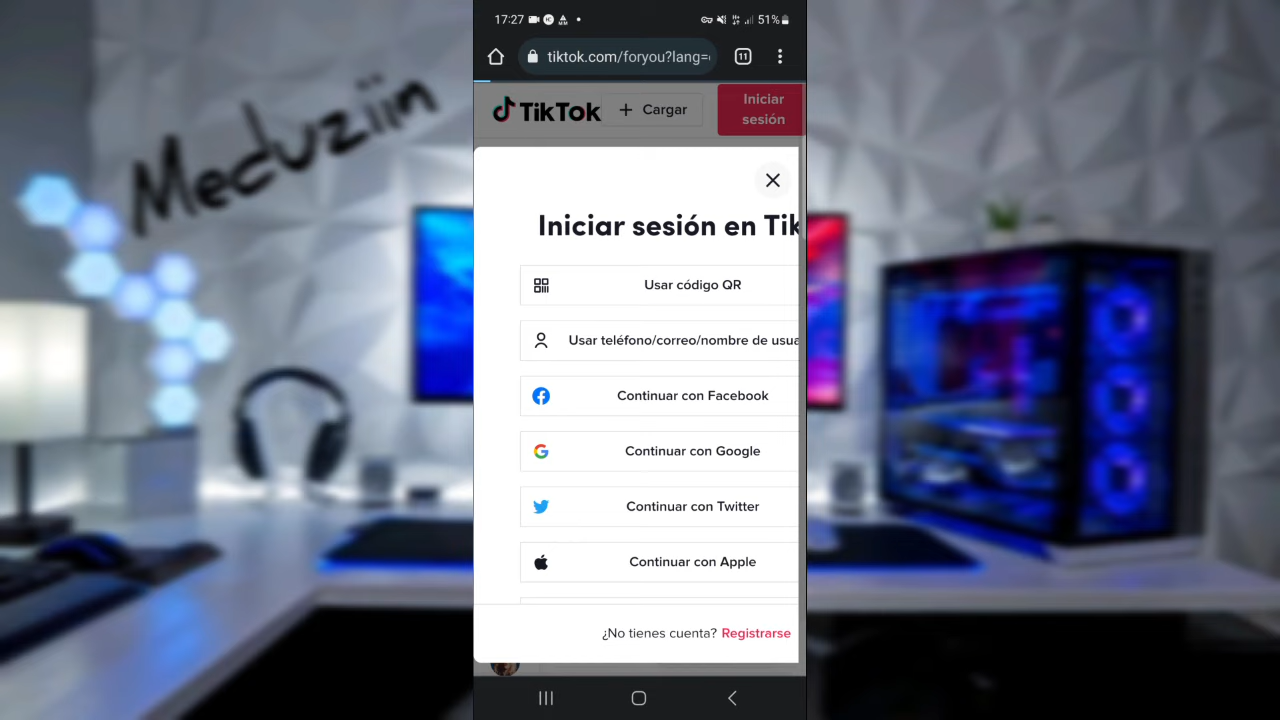 17:27
51%
tiktok.com/foryou?lang=
11
TikTok
Cargar
Iniciar
sesión
Meduziin
Iniciar sesión en Tik
Usar código QR
Usar teléfono/correo/nombre de usua
Continuar con Facebook
Continuar con Google
Continuar con Twitter
Continuar con Apple
¿No tienes cuenta? Registrarse